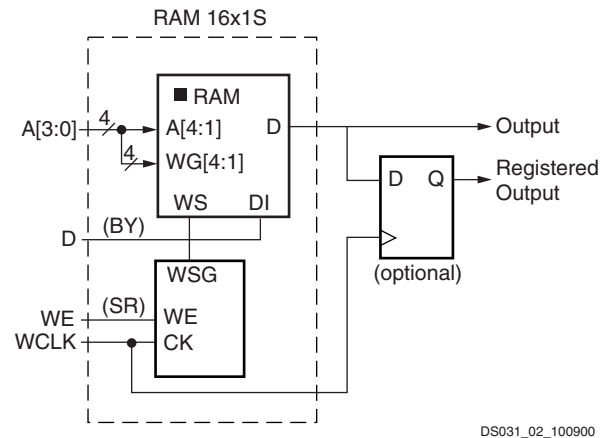 RAM 16x1S
RAM
A[3:0]
4
A[4:1]
D
Output
4
WG[4:1]
D
Q
Registered
Output
WS
DI
D
(BY)
(optional)
WSG
WE
(SR)
WE
WCLK
CK
DS031_02_100900